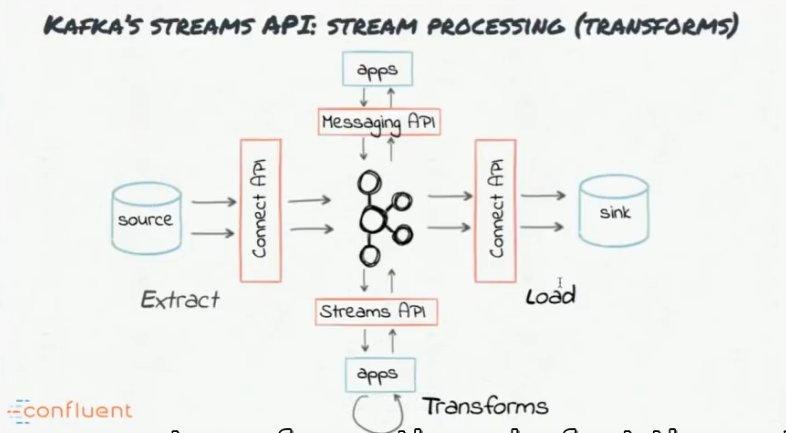 KAFKA'S STREAMS API: STREAM PROCESSING (TRANSFORMS)
apps
Messaging API
source
Connect API
Connect API
sink
Extract
Load
Streams API
apps
Transforms
confluent